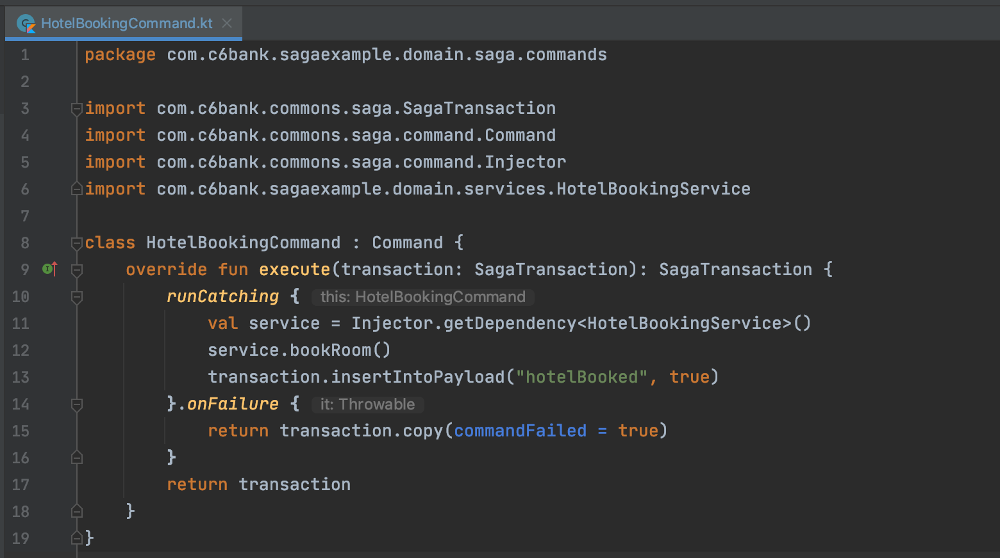 HotelBookingCommand.kt
1 package com.c6bank.sagaexample.domain.saga.commands
2
3 import com.c6bank.commons.saga.SagaTransaction
4 import com.c6bank.commons.saga.command.Command
5 import com.c6bank.commons.saga.command.Injector
6 import com.c6bank.sagaexample.domain.services.HotelBookingService
7
8 class HotelBookingCommand : Command {
9     override fun execute(transaction: SagaTransaction): SagaTransaction {
10         runCatching { this: HotelBookingCommand
11             val service = Injector.getDependency<HotelBookingService>()
12             service.bookRoom()
13             transaction.insertIntoPayload("hotelBooked", true)
14         }.onFailure { it: Throwable
15             return transaction.copy(commandFailed = true)
16         }
17         return transaction
18     }
19 }